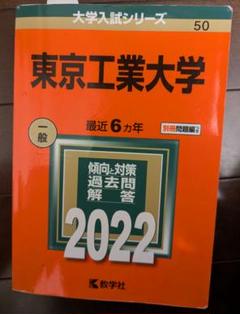 大学入試シリーズ
50
東京工業大学
一般
最近6カ年
別冊問題編
傾向と対策
過去問
解答
2022
教学社